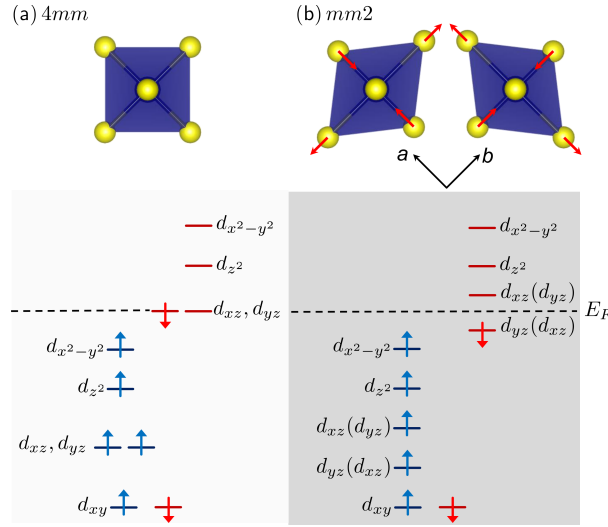 (a) 4mm
(b) mm2
a
b
d_{x^2-y^2}
d_{z^2}
d_{xz}, d_{yz}
d_{x^2-y^2}
d_{z^2}
d_{xz}, d_{yz}
d_{xy}
d_{x^2-y^2}
d_{z^2}
d_{xz}(d_{yz})
E_F
d_{yz}(d_{xz})
d_{x^2-y^2}
d_{z^2}
d_{xz}(d_{yz})
d_{yz}(d_{xz})
d_{xy}